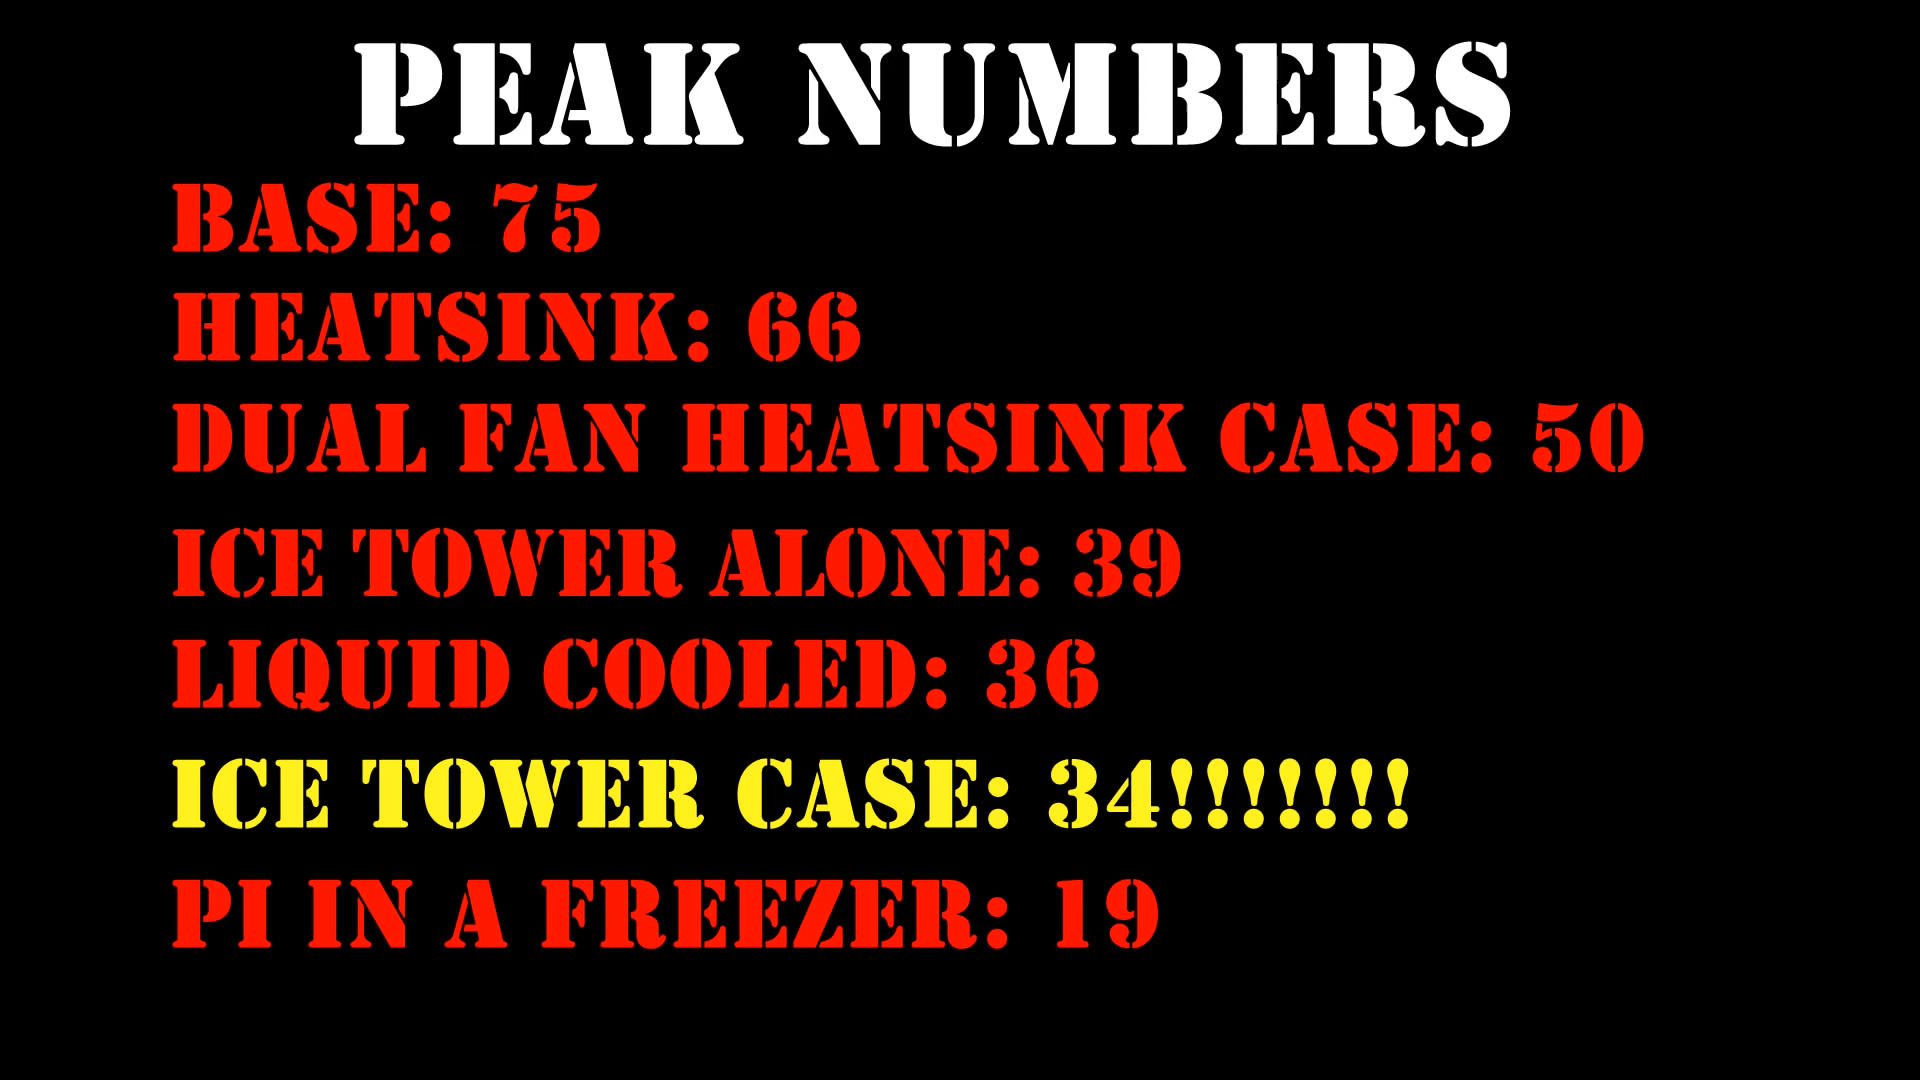 PEAK NUMBERS
BASE: 75
HEATSINK: 66
DUAL FAN HEATSINK CASE: 50
ICE TOWER ALONE: 39
LIQUID COOLED: 36
ICE TOWER CASE: 34!!!!!!!
PI IN A FREEZER: 19